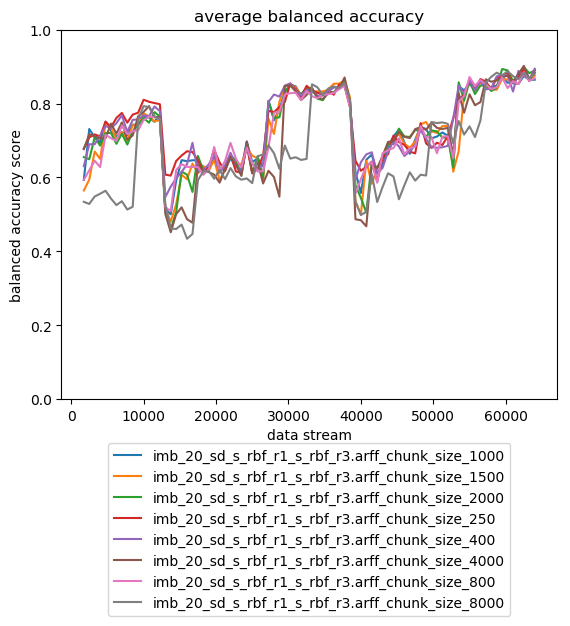 average balanced accuracy
balanced accuracy score
1.0
0.8
0.6
0.4
0.2
0.0
0 10000 20000 30000 40000 50000 60000
data stream
imb_20_sd_s_rbf_r1_s_rbf_r3.arff_chunk_size_1000
imb_20_sd_s_rbf_r1_s_rbf_r3.arff_chunk_size_1500
imb_20_sd_s_rbf_r1_s_rbf_r3.arff_chunk_size_2000
imb_20_sd_s_rbf_r1_s_rbf_r3.arff_chunk_size_250
imb_20_sd_s_rbf_r1_s_rbf_r3.arff_chunk_size_400
imb_20_sd_s_rbf_r1_s_rbf_r3.arff_chunk_size_4000
imb_20_sd_s_rbf_r1_s_rbf_r3.arff_chunk_size_800
imb_20_sd_s_rbf_r1_s_rbf_r3.arff_chunk_size_8000